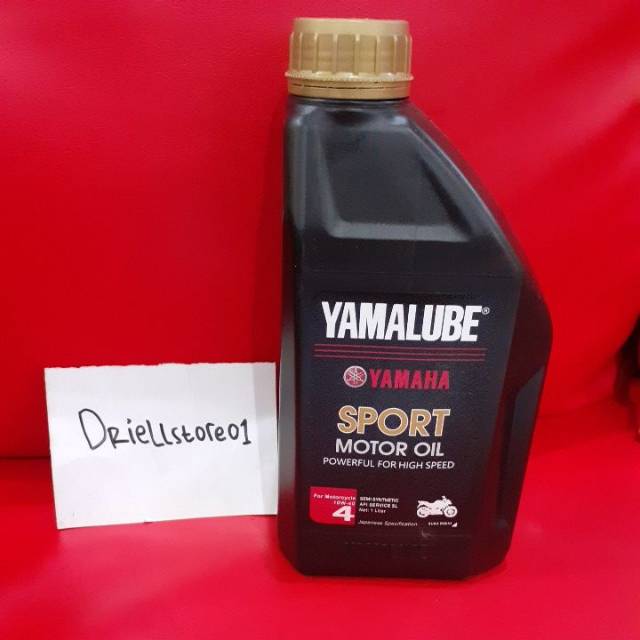 YAMALUBE®
YAMAHA
SPORT
MOTOR OIL
POWERFUL FOR HIGH SPEED
For Motorcycle
10W-40
4
SEMI-SYNTHETIC
API SERVICE SL
Net: 1 Liter
Japanese Specification
Driellstore01